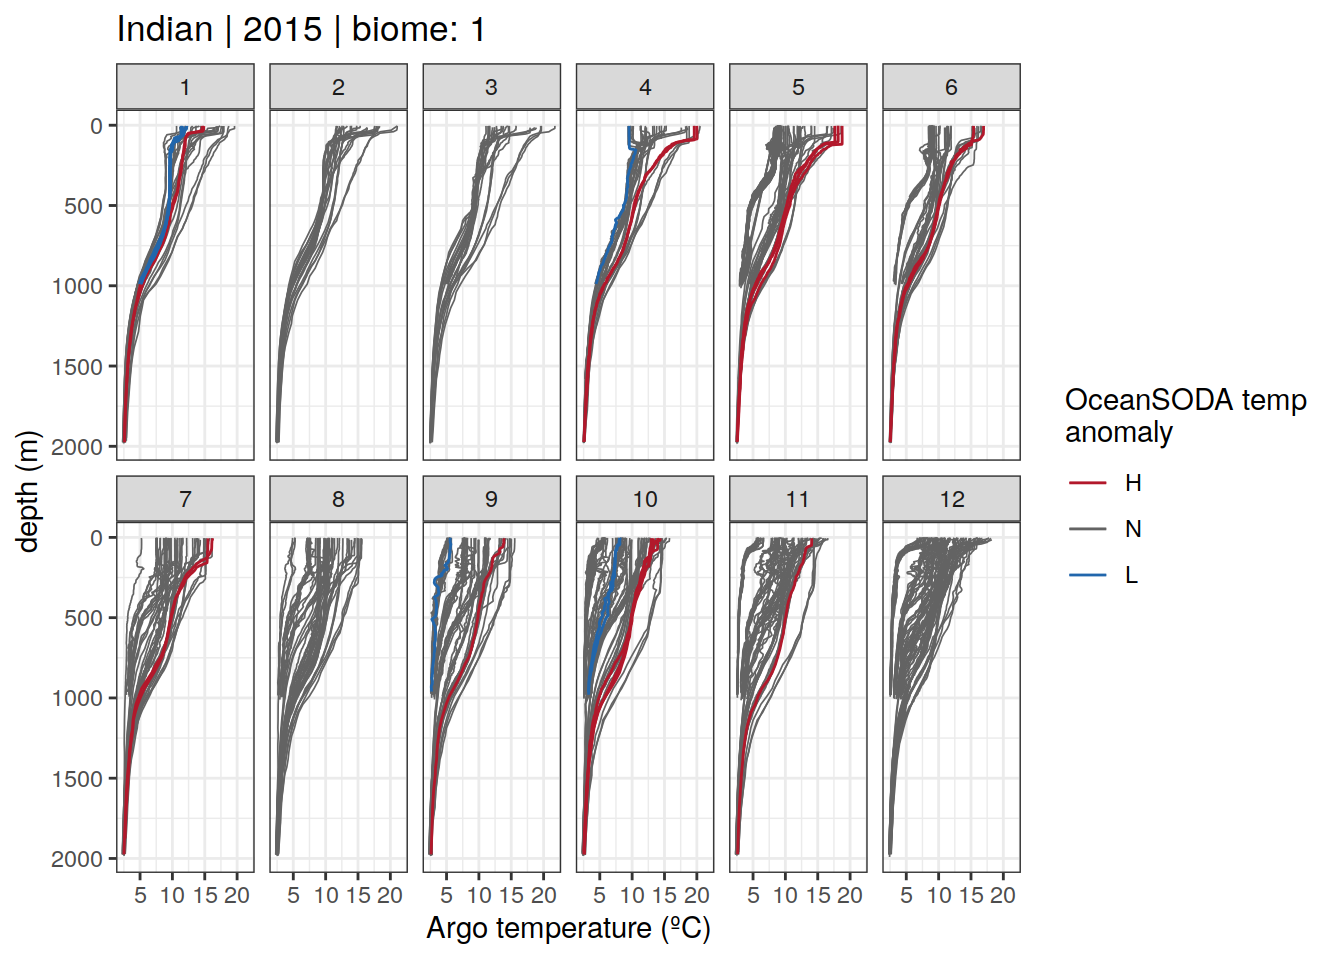 Indian | 2015 | biome: 1
1 2 3 4 5 6
0
500
1000
1500
2000
7 8 9 10 11 12
0
500
1000
1500
2000
5 10 15 20 5 10 15 20 5 10 15 20 5 10 15 20 5 10 15 20 5 10 15 20
Argo temperature (ºC)
depth (m)
OceanSODA temp
anomaly
H
N
L